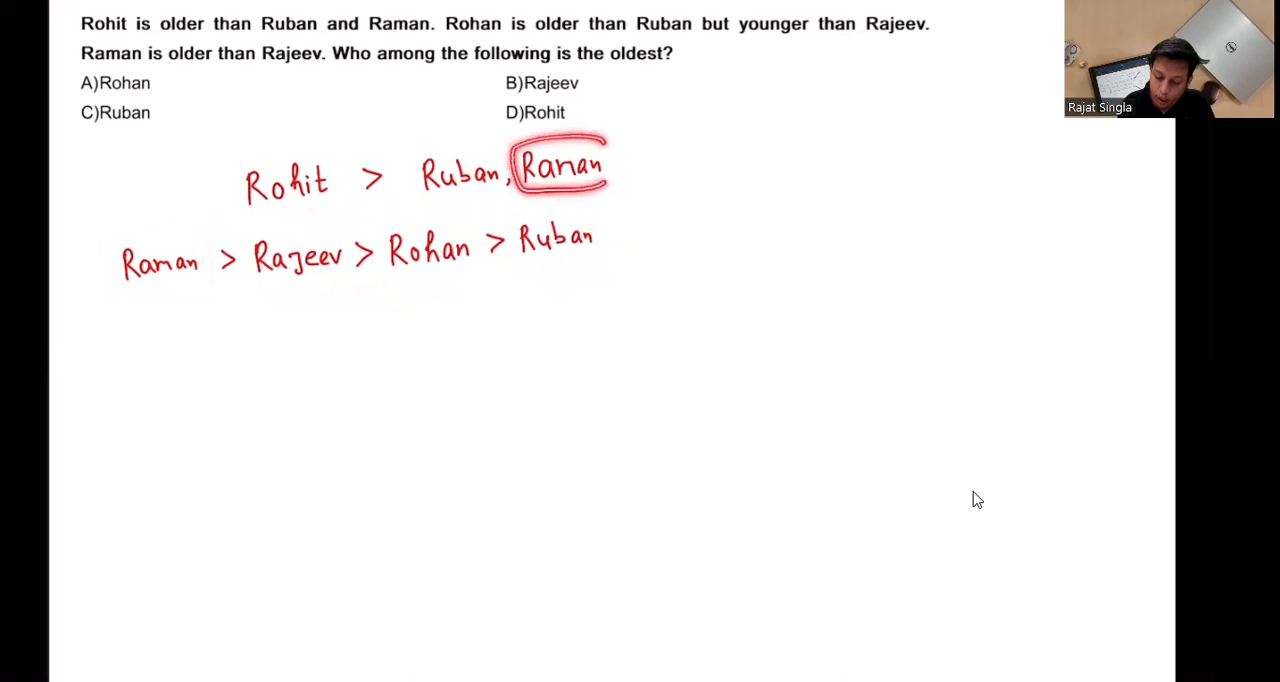 Rohit is older than Ruban and Raman. Rohan is older than Ruban but younger than Rajeev.
Raman is older than Rajeev. Who among the following is the oldest?
A)Rohan B)Rajeev
C)Ruban D)Rohit
Rohit > Ruban, Raman
Raman > Rajeev > Rohan > Ruban
Rajat Singla